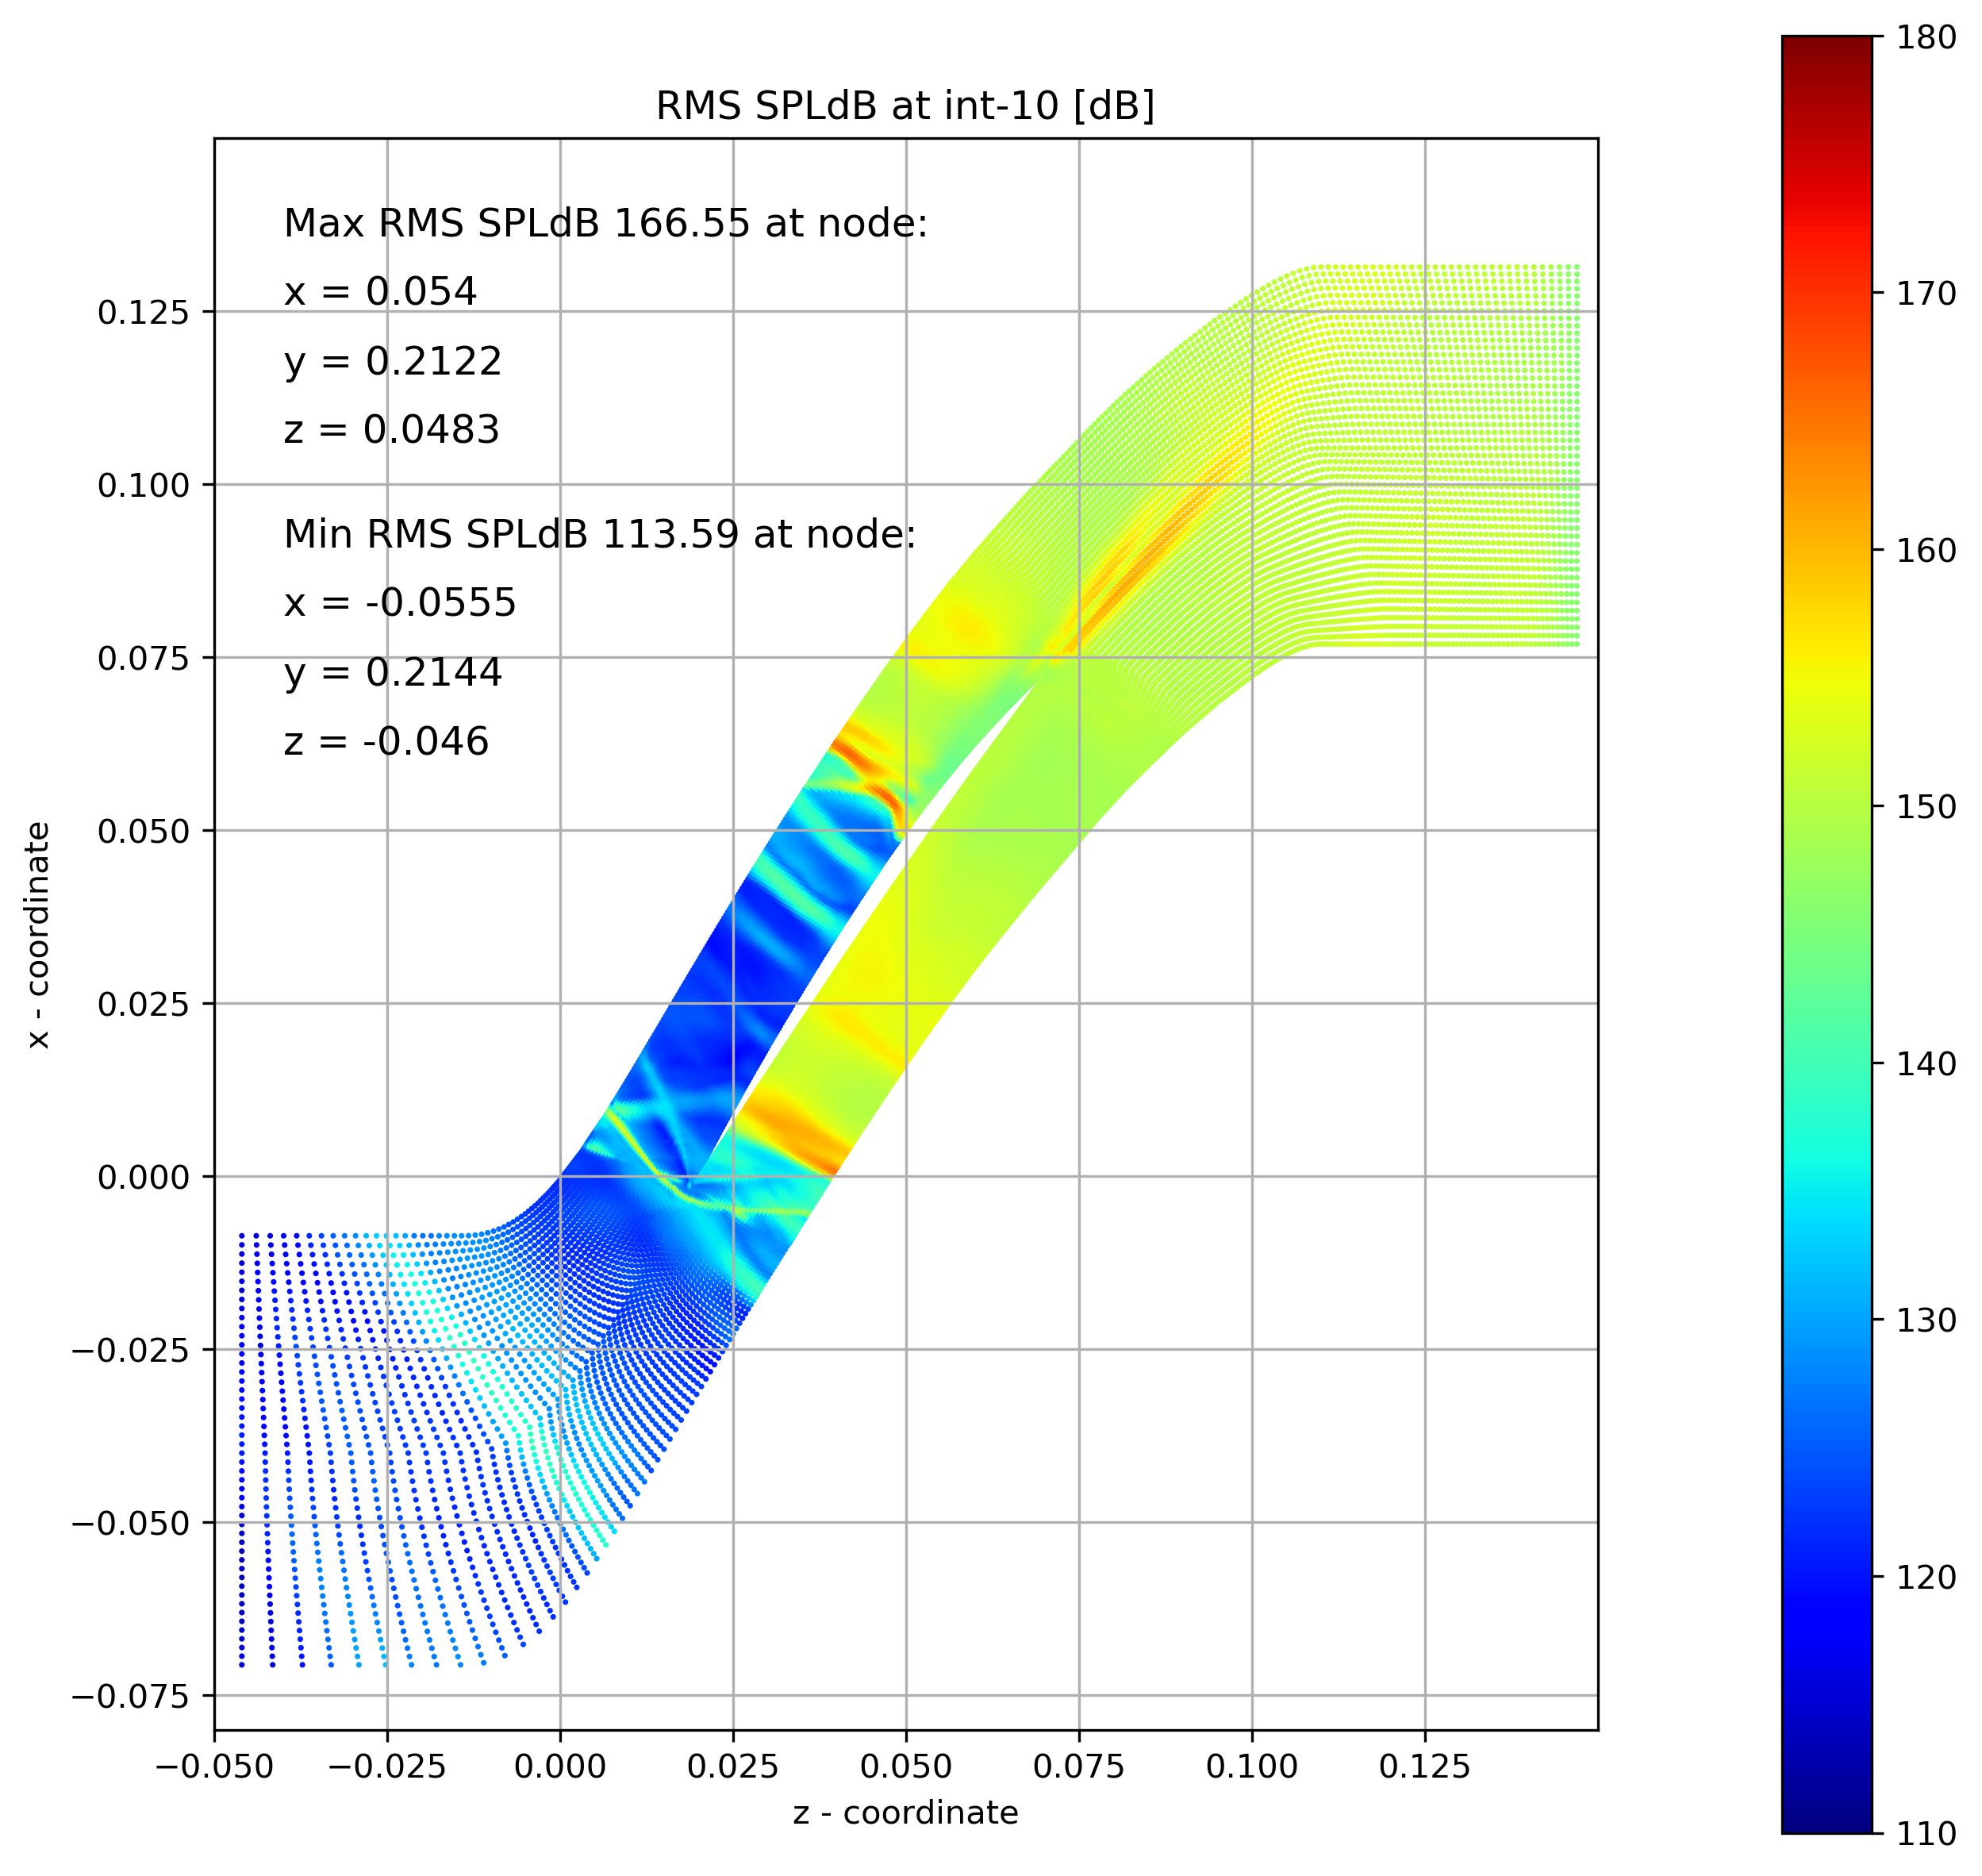 RMS SPLdB at int-10 [dB]
Max RMS SPLdB 166.55 at node:
x = 0.054
y = 0.2122
z = 0.0483
Min RMS SPLdB 113.59 at node:
x = -0.0555
y = 0.2144
z = -0.046
x - coordinate
0.125
0.100
0.075
0.050
0.025
0.000
−0.025
−0.050
−0.075
−0.050 −0.025 0.000 0.025 0.050 0.075 0.100 0.125
z - coordinate
180
170
160
150
140
130
120
110